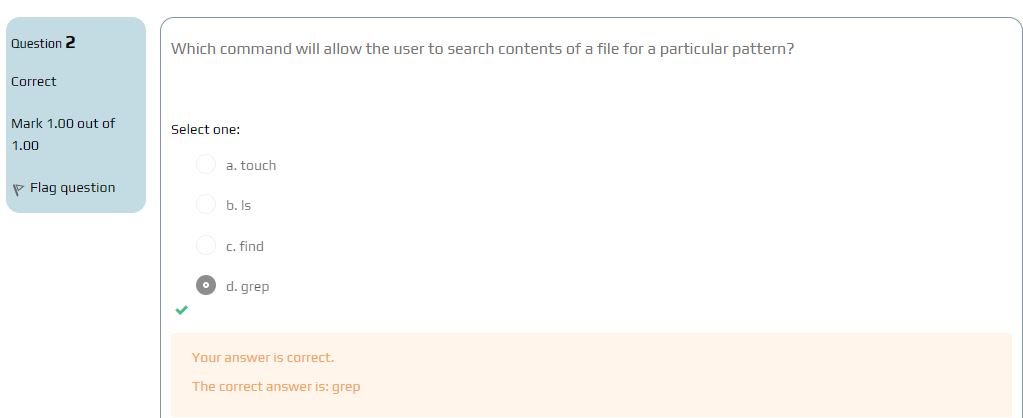 Question 2
Correct
Mark 1.00 out of
1.00
Flag question
Which command will allow the user to search contents of a file for a particular pattern?
Select one:
a. touch
b. ls
c. find
d. grep
Your answer is correct.
The correct answer is: grep